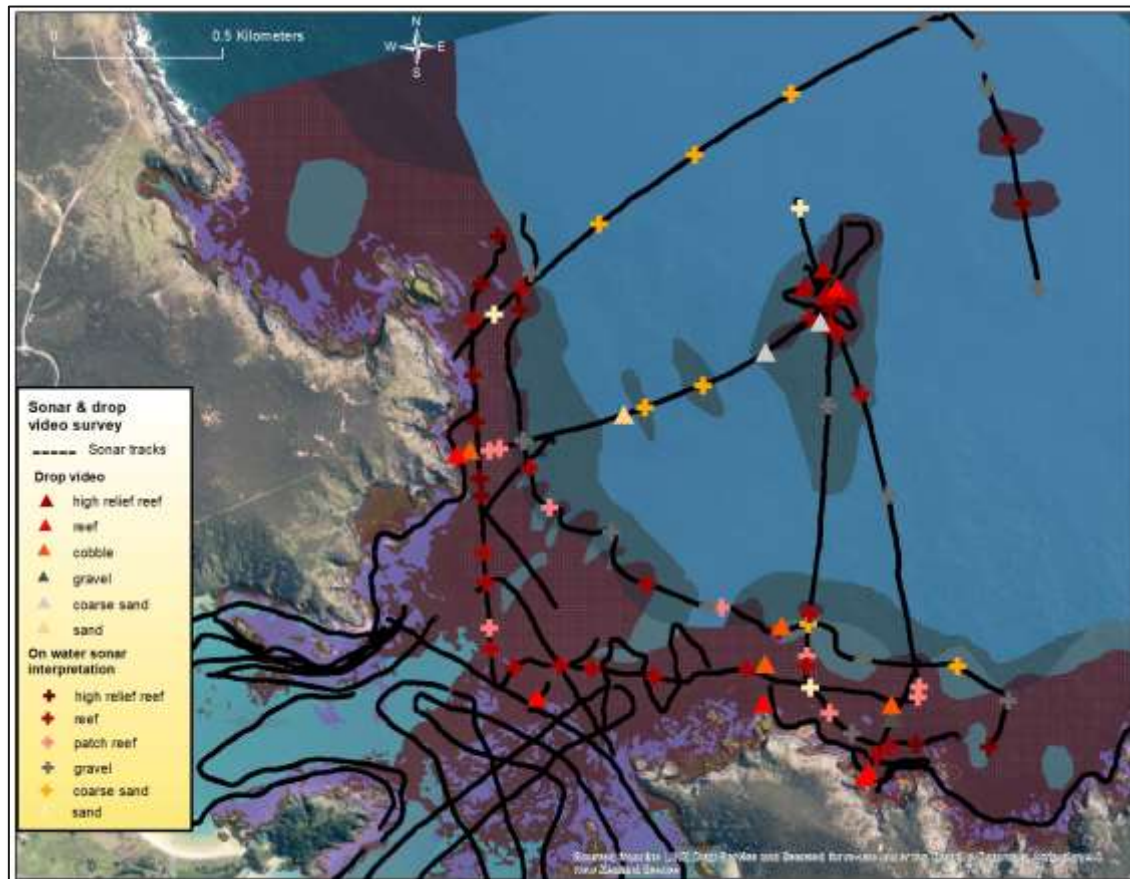 N
W E
S
0 0.5 Kilometers
Sonar & drop
video survey
Sonar tracks
Drop video
high relief reef
reef
cobble
gravel
coarse sand
sand
On water sonar
interpretation
high relief reef
reef
patch reef
gravel
coarse sand
sand